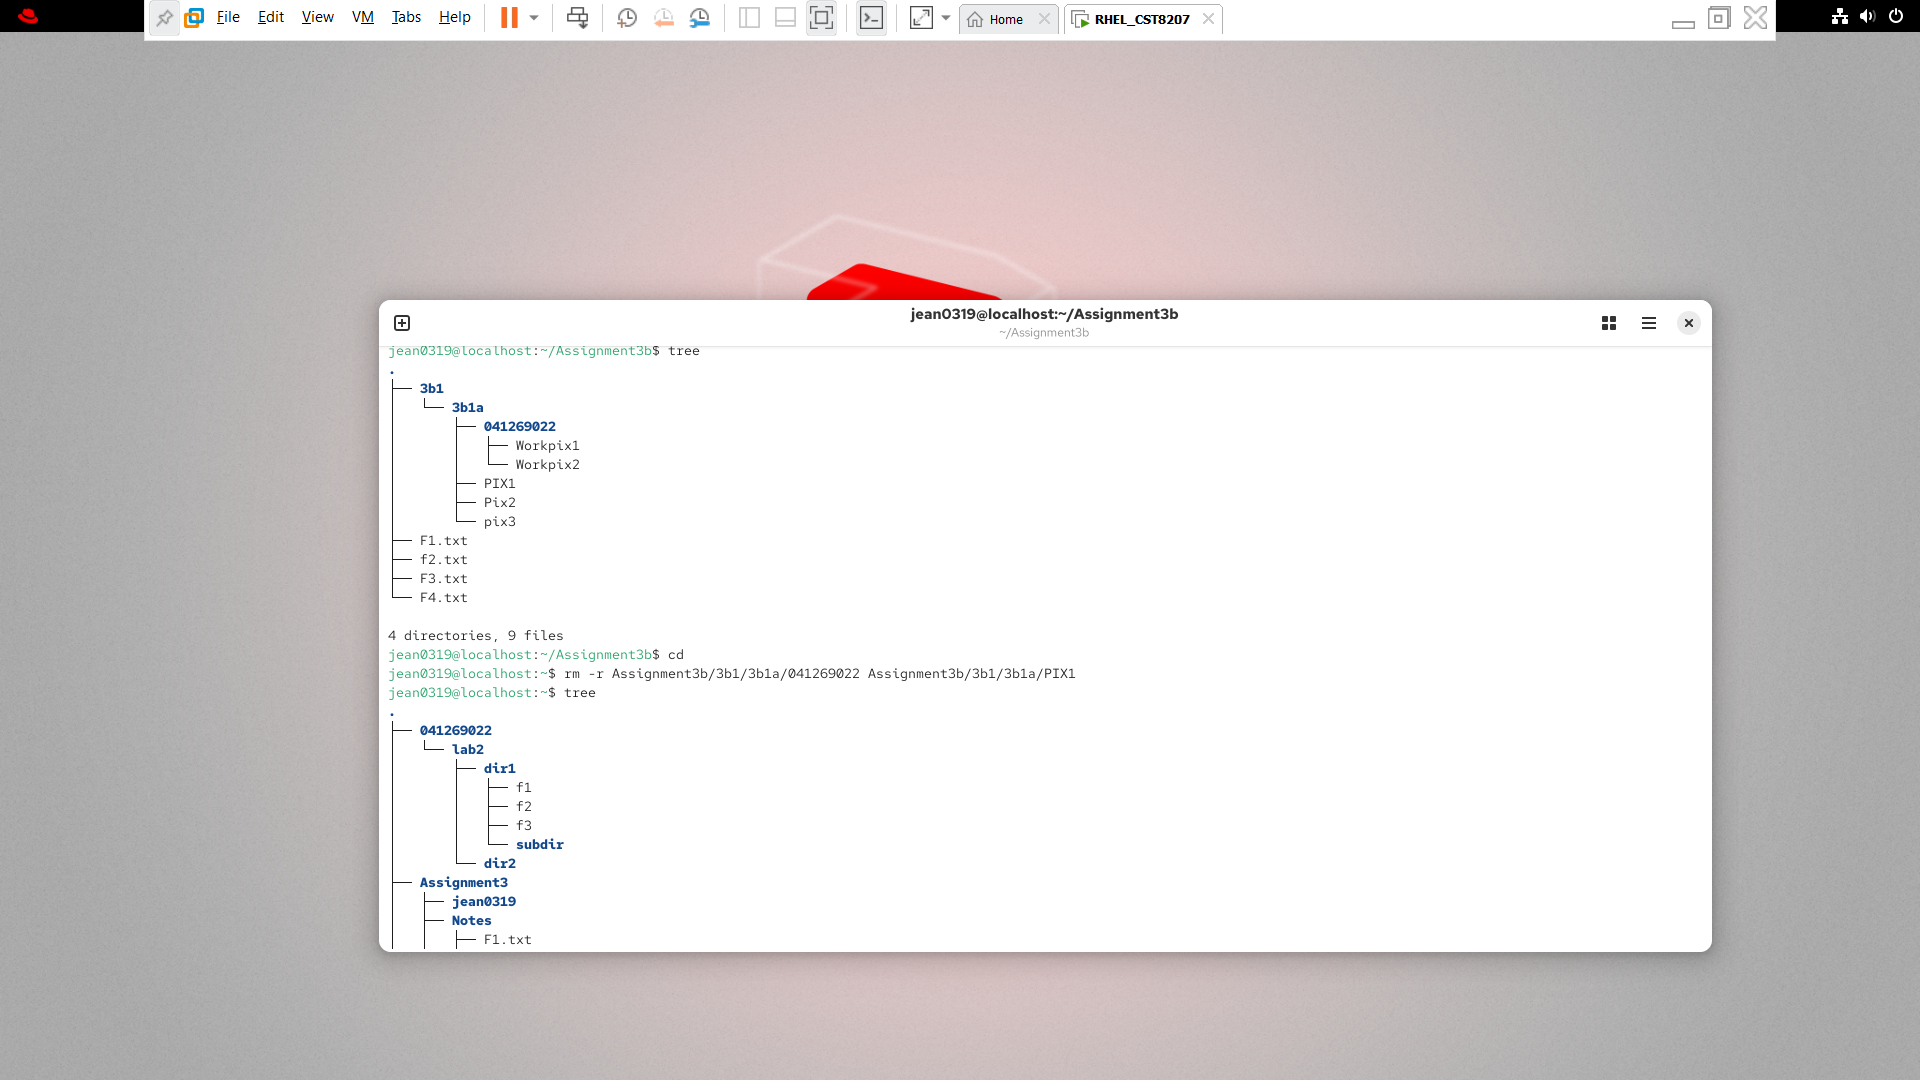 File Edit View VM Tabs Help Home RHEL_CST8207
jean0319@localhost:~/Assignment3b
~/Assignment3b
jean0319@localhost:~/Assignment3b$ tree
.
├── 3b1
│   └── 3b1a
│       ├── 041269022
│       │   ├── Workpix1
│       │   └── Workpix2
│       ├── PIX1
│       ├── Pix2
│       └── pix3
├── F1.txt
├── f2.txt
├── F3.txt
└── F4.txt
4 directories, 9 files
jean0319@localhost:~/Assignment3b$ cd
jean0319@localhost:~$ rm -r Assignment3b/3b1/3b1a/041269022 Assignment3b/3b1/3b1a/PIX1
jean0319@localhost:~$ tree
.
├── 041269022
│   └── lab2
│       ├── dir1
│       │   ├── f1
│       │   ├── f2
│       │   ├── f3
│       │   └── subdir
│       └── dir2
├── Assignment3
│   ├── jean0319
│   ├── Notes
│   │   ├── F1.txt